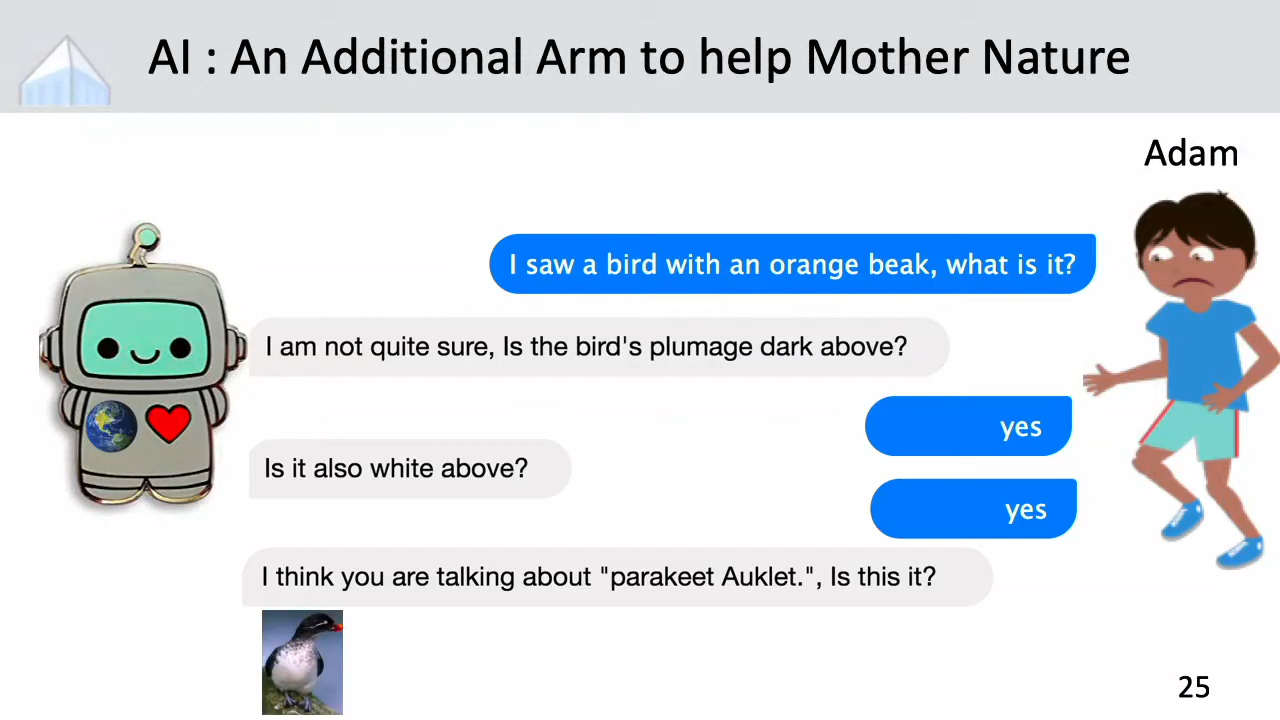 AI : An Additional Arm to help Mother Nature
Adam
I saw a bird with an orange beak, what is it?
I am not quite sure, Is the bird's plumage dark above?
yes
Is it also white above?
yes
I think you are talking about "parakeet Auklet.", Is this it?
25